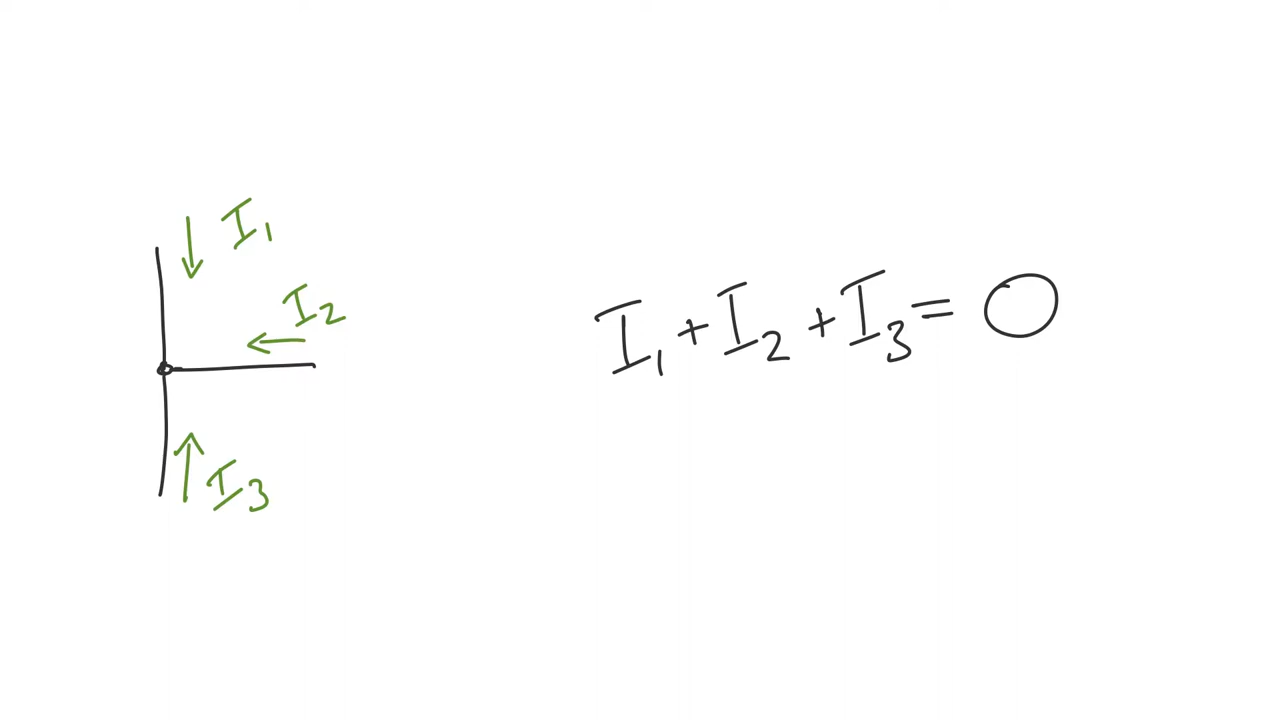 I₁
I₂
I₃
I₁ + I₂ + I₃ = 0